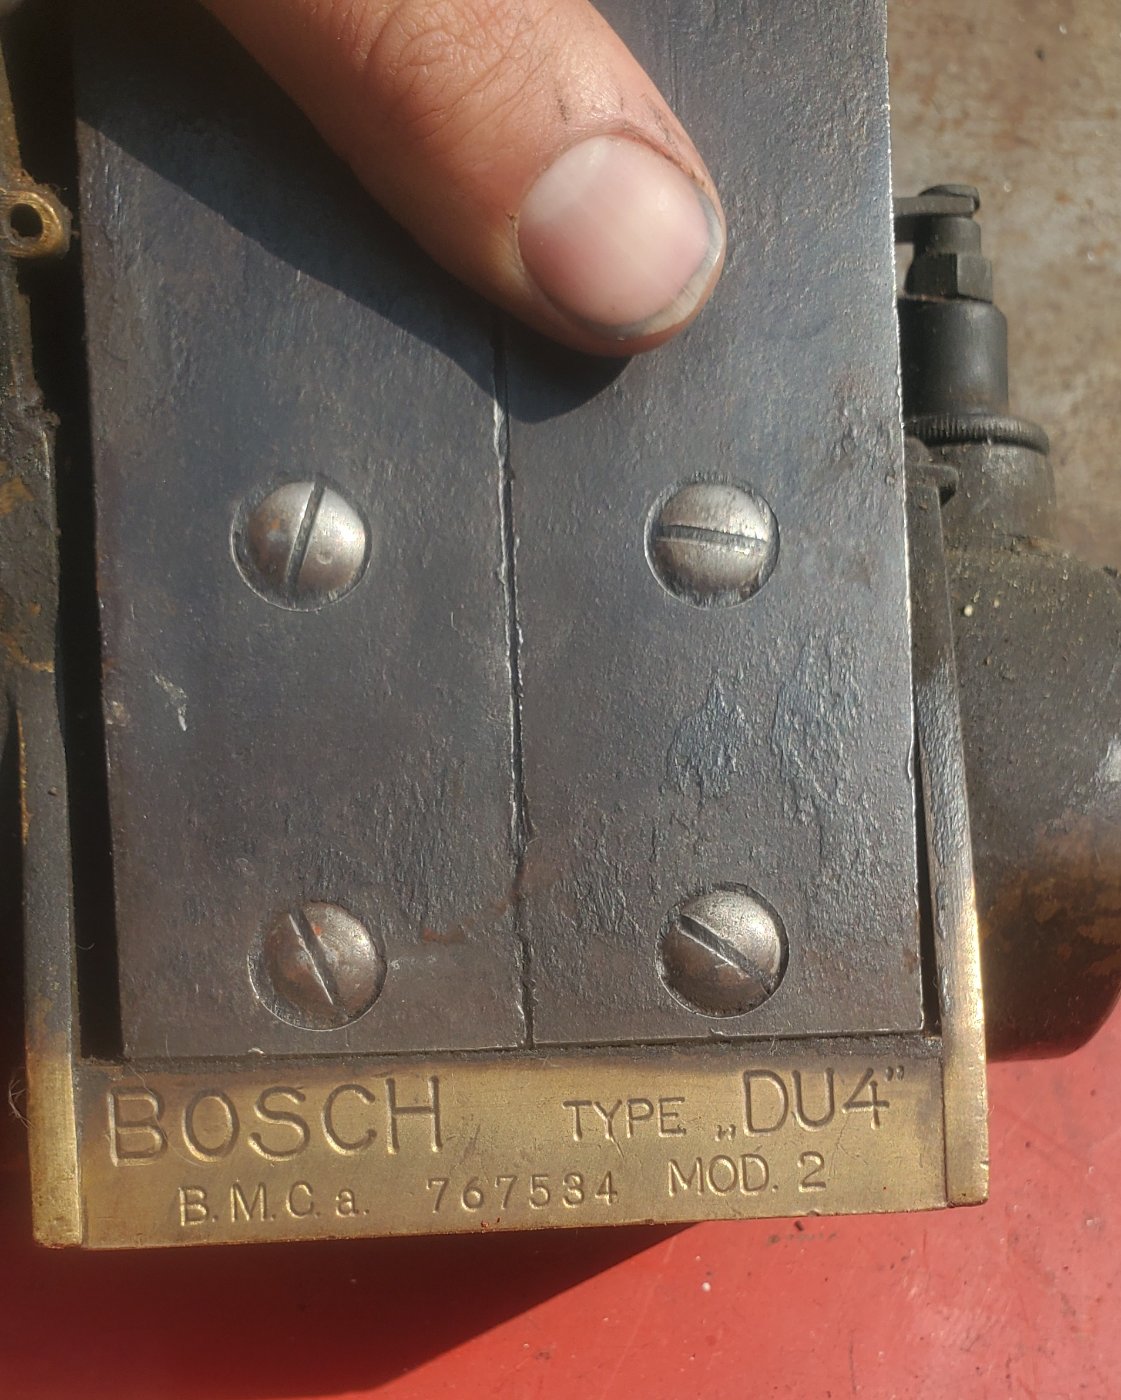 BOSCH TYPE „DU4”
B.M.C.a. 767534 MOD. 2